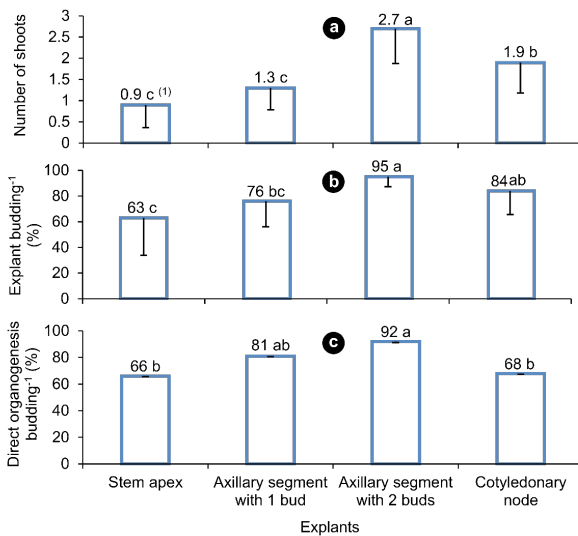 a
Number of shoots
3
2.5
2
1.5
1
0.5
0
0.9 c (1)
1.3 c
2.7 a
1.9 b
b
Explant budding-1
(%)
100
80
60
40
20
0
63 c
76 bc
95 a
84ab
c
Direct organogenesis
budding-1 (%)
100
80
60
40
20
0
66 b
81 ab
92 a
68 b
Stem apex
Axillary segment
with 1 bud
Axillary segment
with 2 buds
Cotyledonary
node
Explants